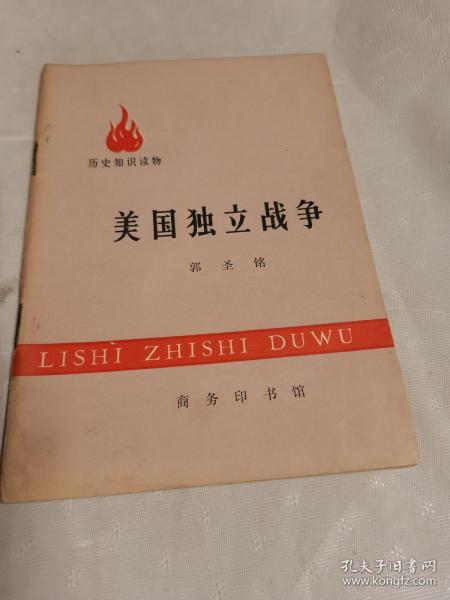 历史知识读物
美国独立战争
郭圣铭
LISHǏ ZHISHI DUWU
商务印书馆
孔夫子旧书网
www.kongfz.com